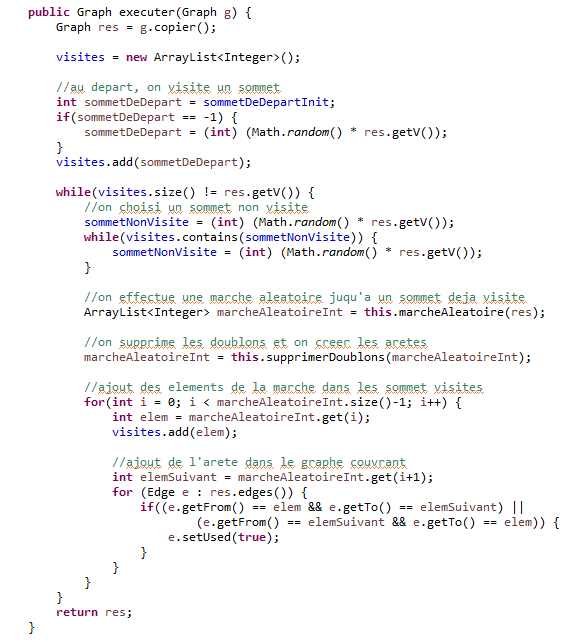 public Graph executer(Graph g) {
Graph res = g.copier();
visites = new ArrayList<Integer>();
//au depart, on visite un sommet
int sommetDeDepart = sommetDeDepartInit;
if(sommetDeDepart == -1) {
sommetDeDepart = (int) (Math.random() * res.getV());
}
visites.add(sommetDeDepart);
while(visites.size() != res.getV()) {
//on choisi un sommet non visite
sommetNonVisite = (int) (Math.random() * res.getV());
while(visites.contains(sommetNonVisite)) {
sommetNonVisite = (int) (Math.random() * res.getV());
}
//on effectue une marche aleatoire juqu'a un sommet deja visite
ArrayList<Integer> marcheAleatoireInt = this.marcheAleatoire(res);
//on supprime les doublons et on creer les aretes
marcheAleatoireInt = this.supprimerDoublons(marcheAleatoireInt);
//ajout des elements de la marche dans les sommet visites
for(int i = 0; i < marcheAleatoireInt.size()-1; i++) {
int elem = marcheAleatoireInt.get(i);
visites.add(elem);
//ajout de l'arete dans le graphe couvrant
int elemSuivant = marcheAleatoireInt.get(i+1);
for (Edge e : res.edges()) {
if((e.getFrom() == elem && e.getTo() == elemSuivant) ||
(e.getFrom() == elemSuivant && e.getTo() == elem)) {
e.setUsed(true);
}
}
}
}
return res;
}